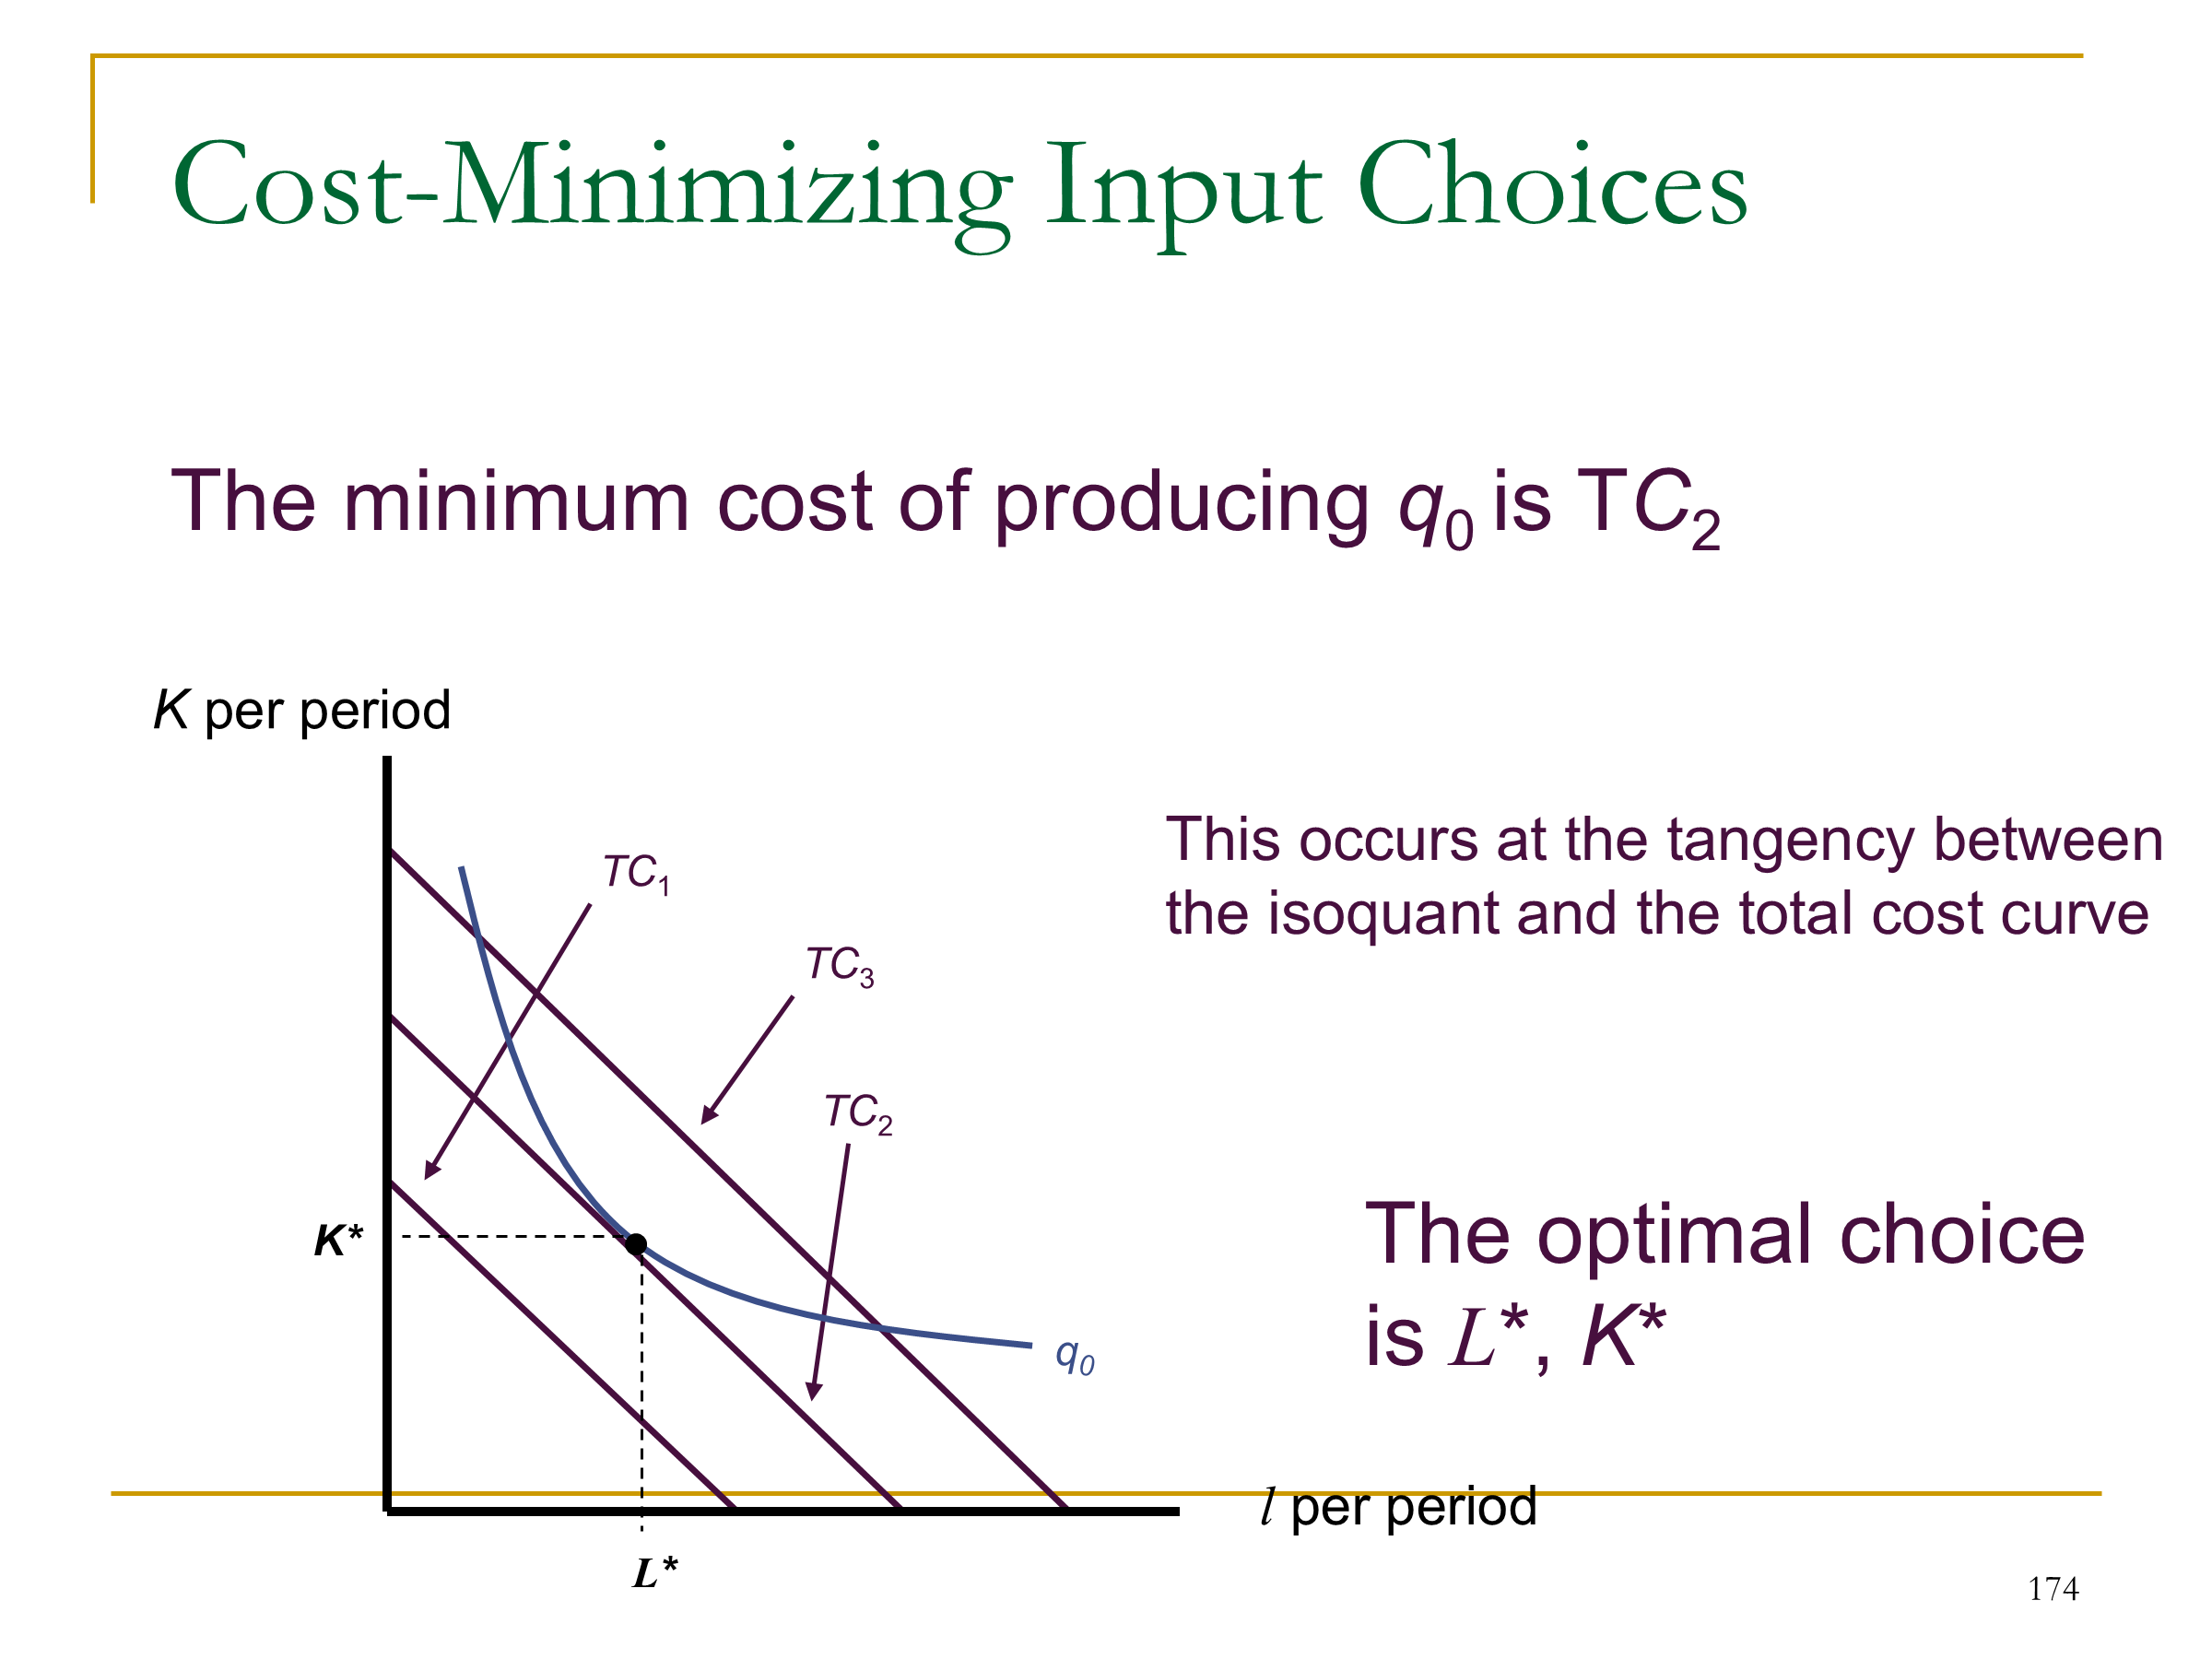 Cost-Minimizing Input Choices
The minimum cost of producing q0 is TC2
K per period
This occurs at the tangency between
the isoquant and the total cost curve
TC1
TC3
TC2
The optimal choice
is L*, K*
K*
q0
l per period
L*
174